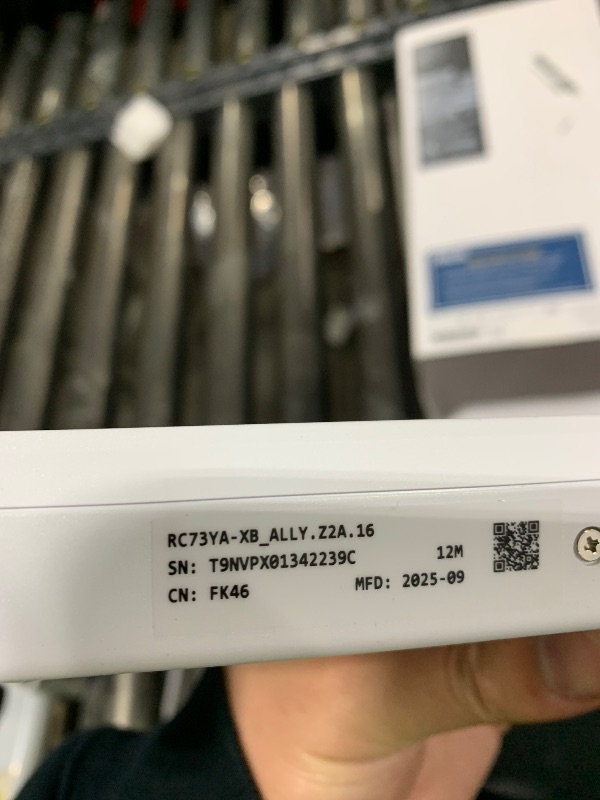 RC73YA-XB_ALLY.Z2A.16
SN: T9NVPX01342239C
12M
CN: FK46
MFD: 2025-09